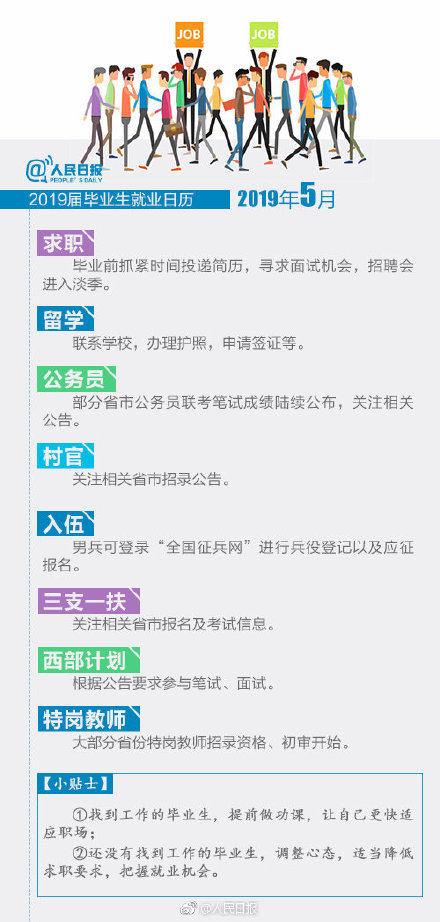 JOB
JOB
@人民日报
PEOPLE'S DAILY
2019届毕业生就业日历
2019年5月
求职
毕业前抓紧时间投递简历，寻求面试机会，招聘会
进入淡季。
留学
联系学校，办理护照，申请签证等。
公务员
部分省市公务员联考笔试成绩陆续公布，关注相关
公告。
村官
关注相关省市招录公告。
入伍
男兵可登录“全国征兵网”进行兵役登记以及应征
报名。
三支一扶
关注相关省市报名及考试信息。
西部计划
根据公告要求参与笔试、面试。
特岗教师
大部分省份特岗教师招录资格、初审开始。
【小贴士】
①找到工作的毕业生，提前做功课，让自己更快适
应职场；
②还没有找到工作的毕业生，调整心态，适当降低
求职要求，把握就业机会。
@人民日报